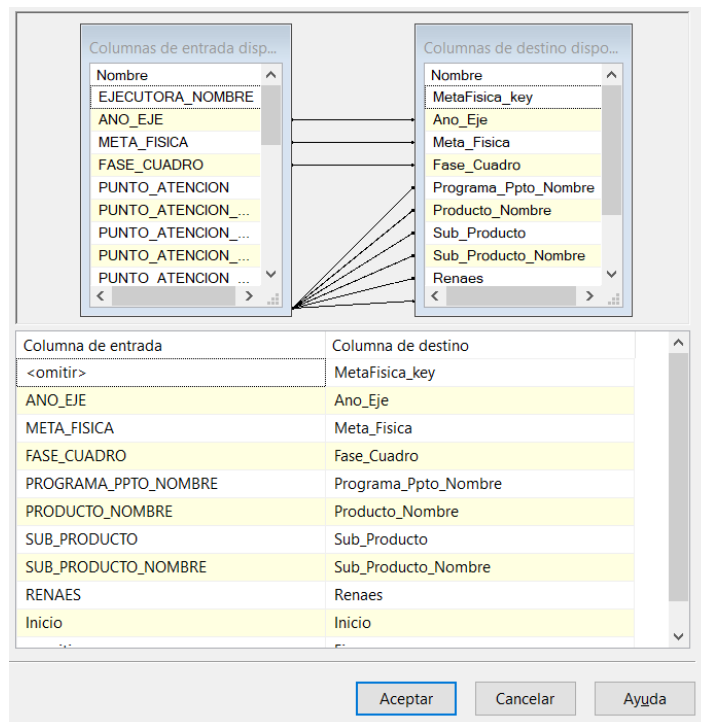 Columnas de entrada disp...
Nombre
EJECUTORA_NOMBRE
ANO_EJE
META_FISICA
FASE_CUADRO
PUNTO_ATENCION
PUNTO_ATENCION_...
PUNTO_ATENCION_...
PUNTO_ATENCION_...
PUNTO_ATENCION_...
Columnas de destino dispo...
Nombre
MetaFisica_key
Ano_Eje
Meta_Fisica
Fase_Cuadro
Programa_Ppto_Nombre
Producto_Nombre
Sub_Producto
Sub_Producto_Nombre
Renaes
Columna de entrada Columna de destino
<omitir> MetaFisica_key
ANO_EJE Ano_Eje
META_FISICA Meta_Fisica
FASE_CUADRO Fase_Cuadro
PROGRAMA_PPTO_NOMBRE Programa_Ppto_Nombre
PRODUCTO_NOMBRE Producto_Nombre
SUB_PRODUCTO Sub_Producto
SUB_PRODUCTO_NOMBRE Sub_Producto_Nombre
RENAES Renaes
Inicio Inicio
Aceptar Cancelar Ayuda